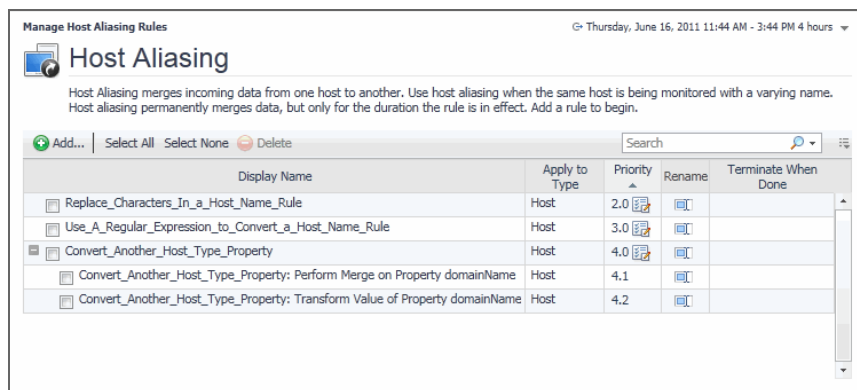 Manage Host Aliasing Rules
Thursday, June 16, 2011 11:44 AM - 3:44 PM 4 hours
Host Aliasing
Host Aliasing merges incoming data from one host to another. Use host aliasing when the same host is being monitored with a varying name.
Host aliasing permanently merges data, but only for the duration the rule is in effect. Add a rule to begin.
Add... Select All Select None Delete Search
Display Name Apply to Type Priority Rename Terminate When Done
Replace_Characters_In_a_Host_Name_Rule Host 2.0
Use_A_Regular_Expression_to_Convert_a_Host_Name_Rule Host 3.0
Convert_Another_Host_Type_Property Host 4.0
Convert_Another_Host_Type_Property: Perform Merge on Property domainName Host 4.1
Convert_Another_Host_Type_Property: Transform Value of Property domainName Host 4.2